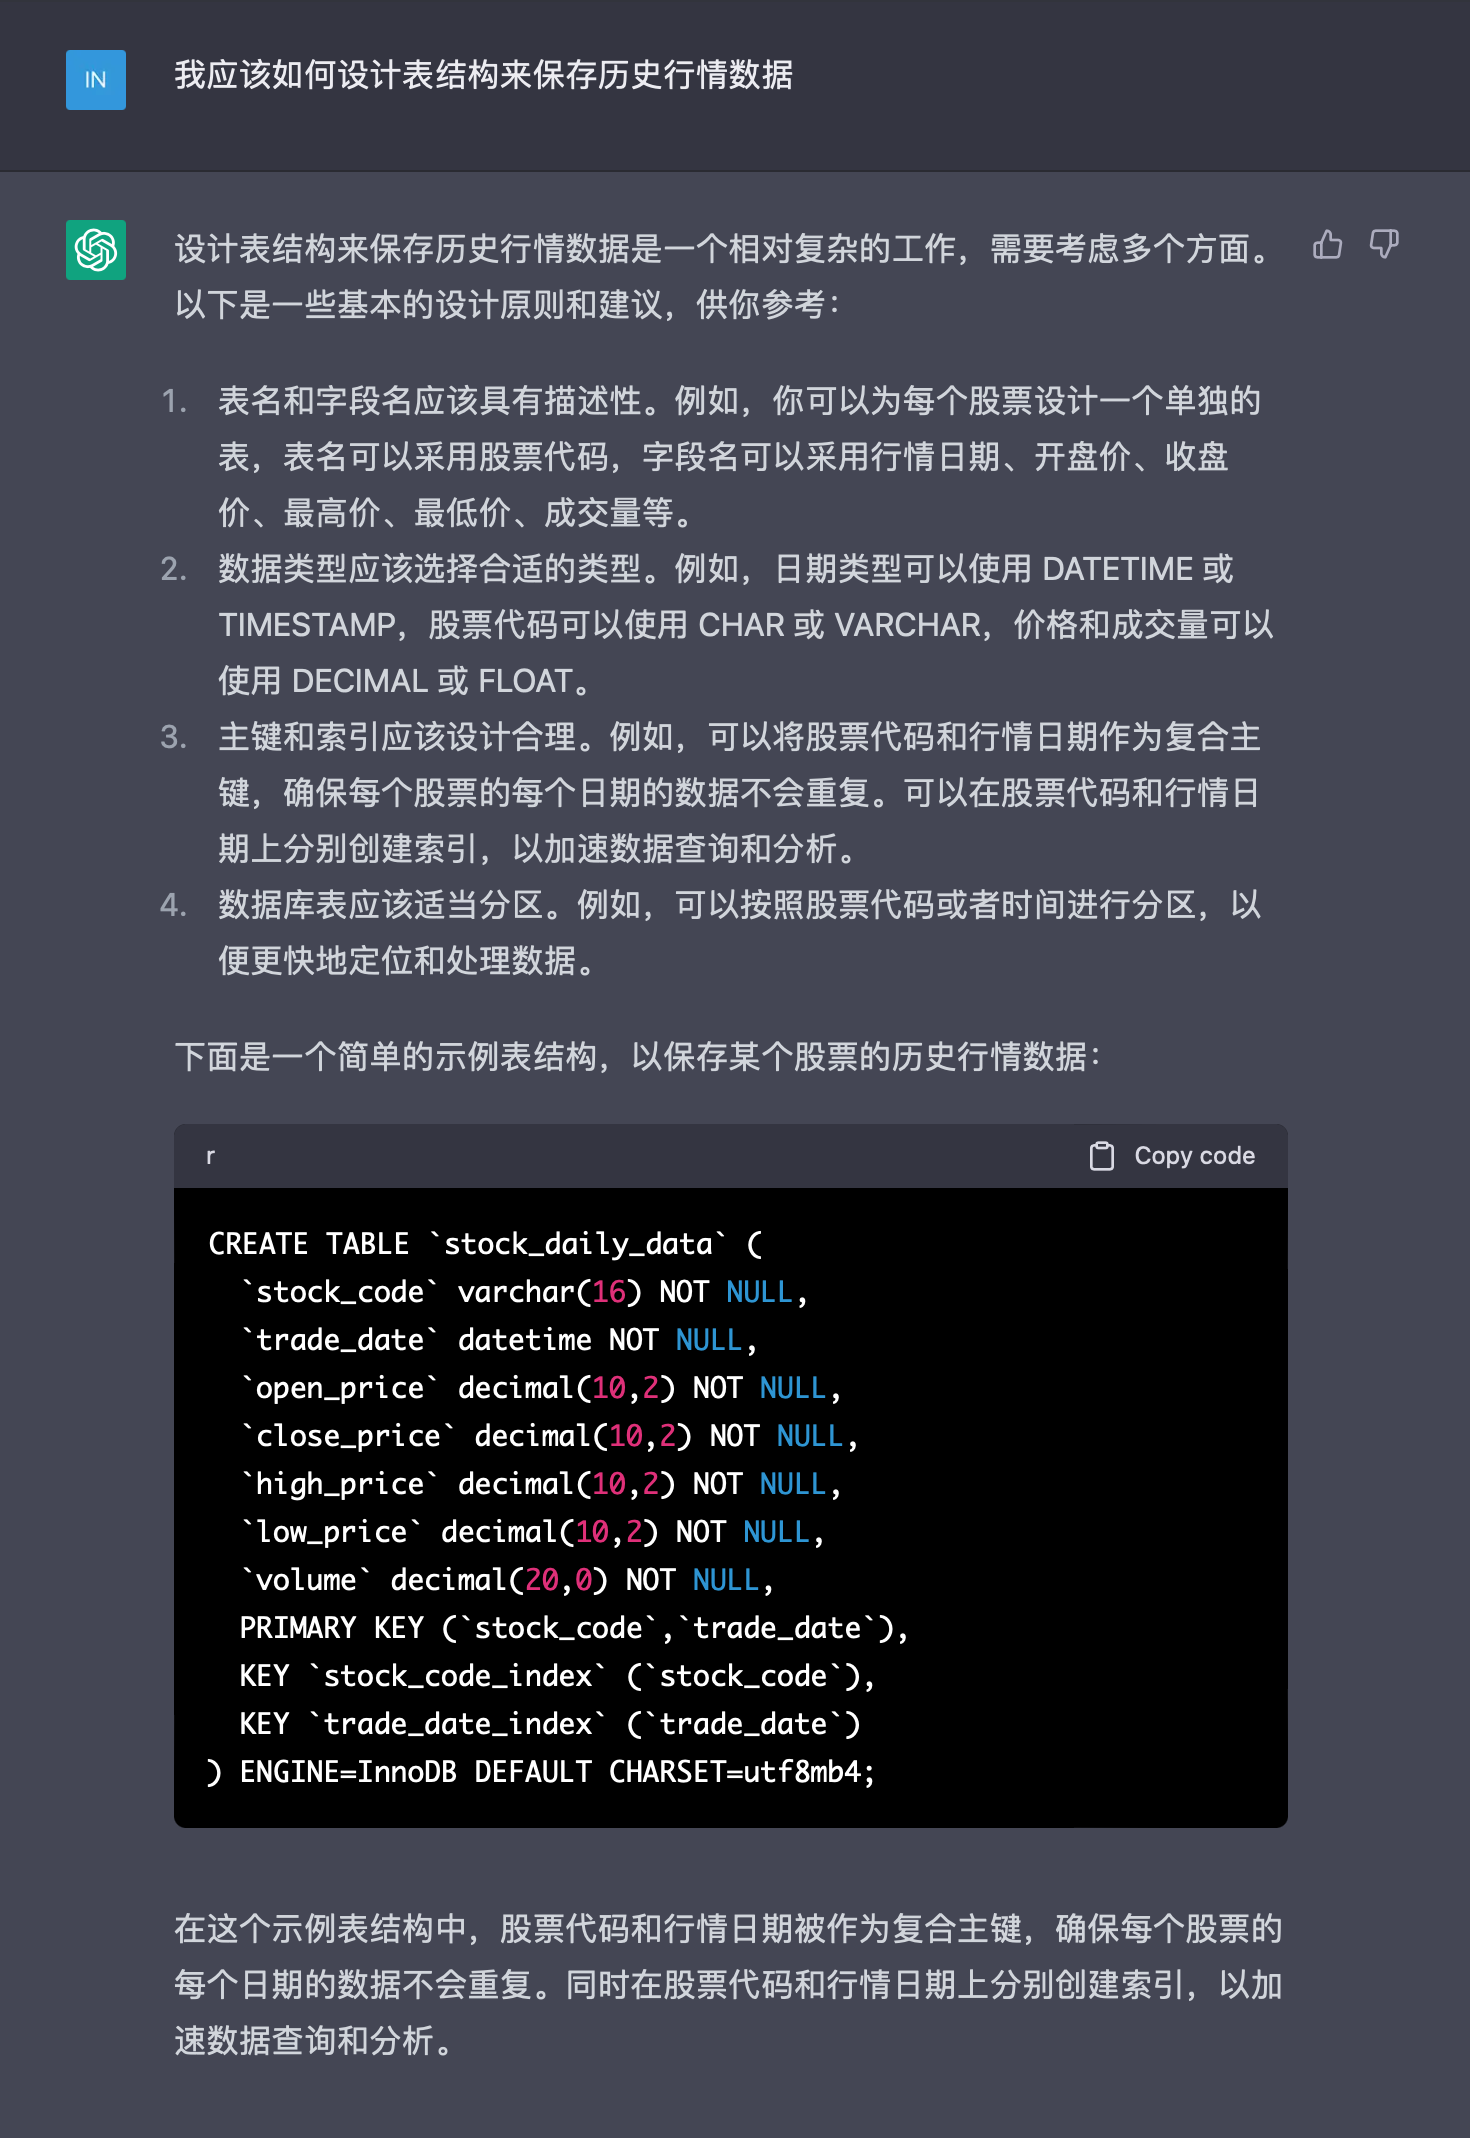 IN
我应该如何设计表结构来保存历史行情数据
设计表结构来保存历史行情数据是一个相对复杂的工作，需要考虑多个方面。
以下是一些基本的设计原则和建议，供你参考：
1. 表名和字段名应该具有描述性。例如，你可以为每个股票设计一个单独的
表，表名可以采用股票代码，字段名可以采用行情日期、开盘价、收盘
价、最高价、最低价、成交量等。
2. 数据类型应该选择合适的类型。例如，日期类型可以使用 DATETIME 或
TIMESTAMP，股票代码可以使用 CHAR 或 VARCHAR，价格和成交量可以
使用 DECIMAL 或 FLOAT。
3. 主键和索引应该设计合理。例如，可以将股票代码和行情日期作为复合主
键，确保每个股票的每个日期的数据不会重复。可以在股票代码和行情日
期上分别创建索引，以加速数据查询和分析。
4. 数据库表应该适当分区。例如，可以按照股票代码或者时间进行分区，以
便更快地定位和处理数据。
下面是一个简单的示例表结构，以保存某个股票的历史行情数据：
r Copy code
CREATE TABLE `stock_daily_data` (
  `stock_code` varchar(16) NOT NULL,
  `trade_date` datetime NOT NULL,
  `open_price` decimal(10,2) NOT NULL,
  `close_price` decimal(10,2) NOT NULL,
  `high_price` decimal(10,2) NOT NULL,
  `low_price` decimal(10,2) NOT NULL,
  `volume` decimal(20,0) NOT NULL,
  PRIMARY KEY (`stock_code`,`trade_date`),
  KEY `stock_code_index` (`stock_code`),
  KEY `trade_date_index` (`trade_date`)
) ENGINE=InnoDB DEFAULT CHARSET=utf8mb4;
在这个示例表结构中，股票代码和行情日期被作为复合主键，确保每个股票的
每个日期的数据不会重复。同时在股票代码和行情日期上分别创建索引，以加
速数据查询和分析。